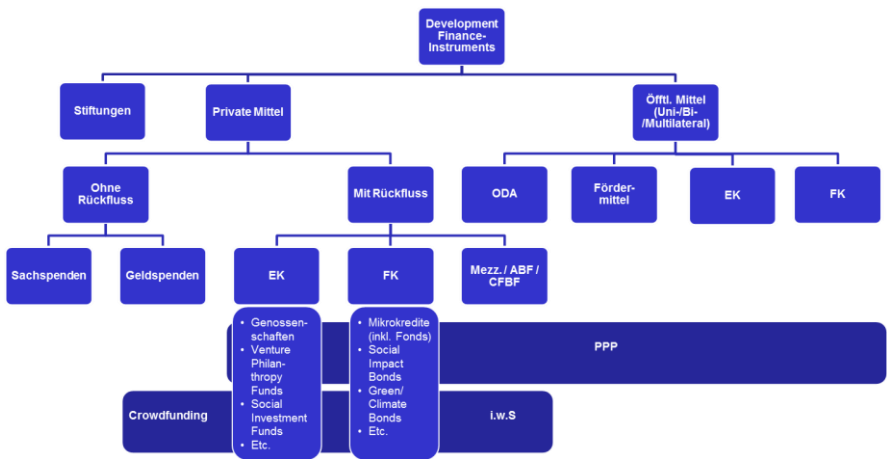 Development
Finance-
Instruments
Stiftungen
Private Mittel
Öfftl. Mittel
(Uni-/Bi-
/Multilateral)
Ohne
Rückfluss
Mit Rückfluss
ODA
Förder-
mittel
EK
FK
Sachspenden
Geldspenden
EK
FK
Mezz. / ABF /
CFBF
• Genossen-
schaften
• Venture
Philan-
thropy
Funds
• Social
Investment
Funds
• Etc.
• Mikrokredite
(inkl. Fonds)
• Social
Impact
Bonds
• Green/
Climate
Bonds
• Etc.
PPP
Crowdfunding
i.w.S